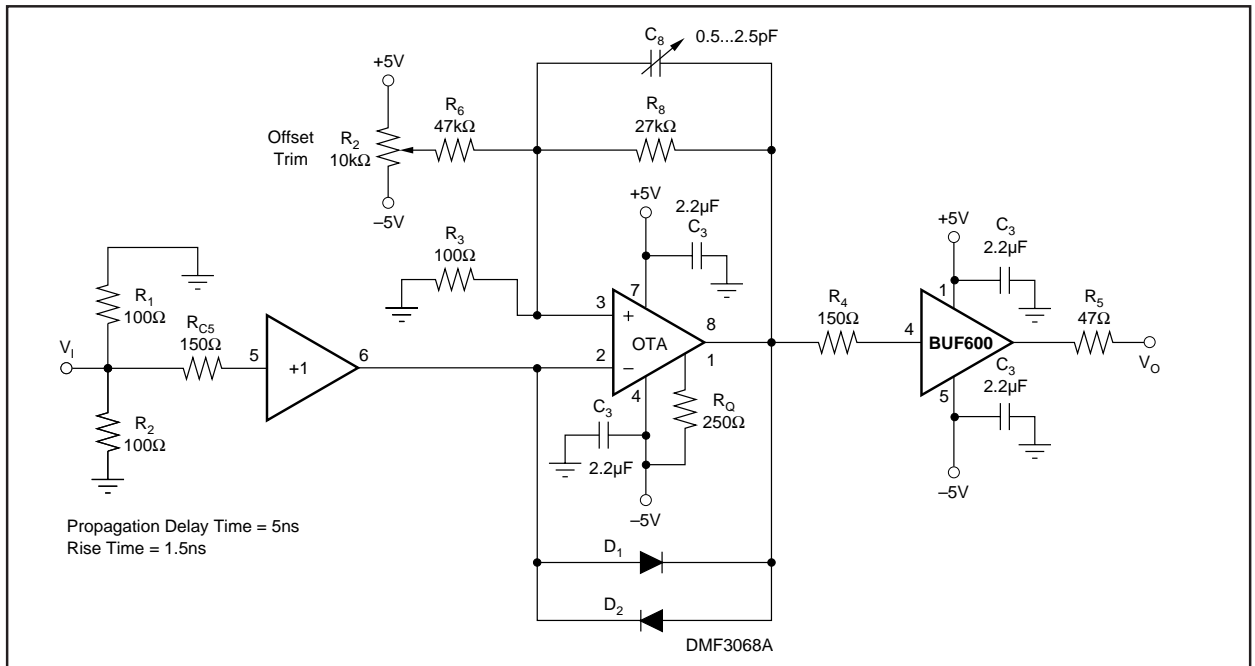 C8 0.5...2.5pF
+5V
R6
47kΩ
R8
27kΩ
Offset
Trim
R2
10kΩ
–5V
+5V
2.2µF
C3
R3
100Ω
+5V
C3
2.2µF
R1
100Ω
RC5
150Ω
VI
5
+1
6
3
+
7
OTA
8
1
2
–
4
R4
150Ω
4
1
BUF600
5
R5
47Ω
VO
R2
100Ω
C3
2.2µF
RQ
250Ω
C3
2.2µF
–5V
–5V
Propagation Delay Time = 5ns
Rise Time = 1.5ns
D1
D2
DMF3068A